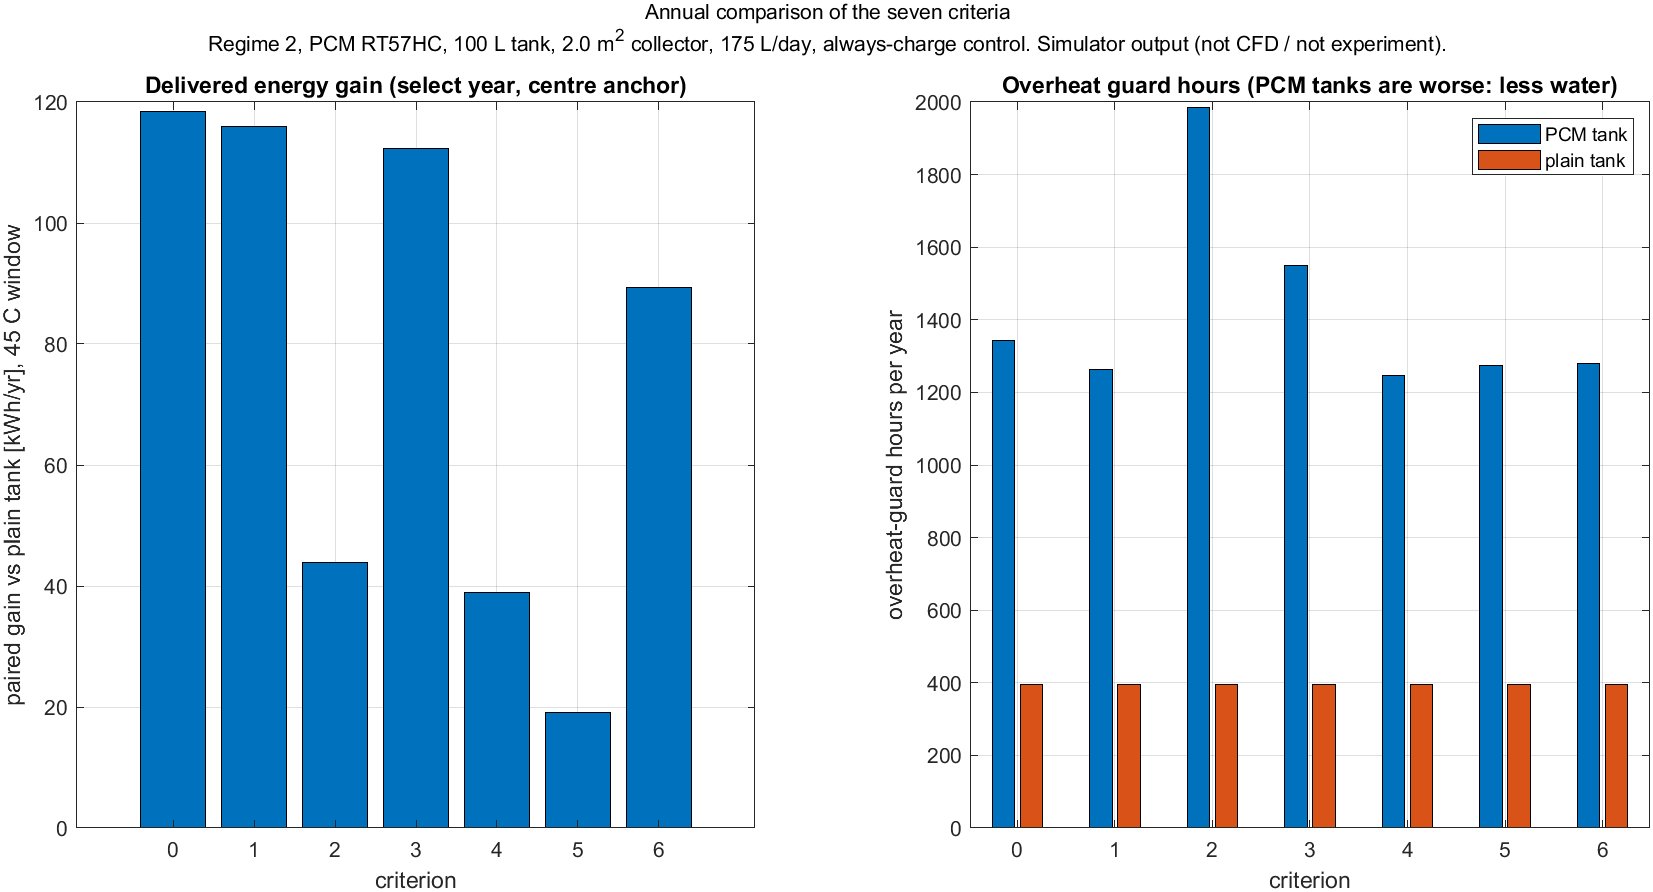 Annual comparison of the seven criteria
Regime 2, PCM RT57HC, 100 L tank, 2.0 m² collector, 175 L/day, always-charge control. Simulator output (not CFD / not experiment).
Delivered energy gain (select year, centre anchor)
paired gain vs plain tank [kWh/yr], 45 C window
120
100
80
60
40
20
0
0 1 2 3 4 5 6
criterion
Overheat guard hours (PCM tanks are worse: less water)
PCM tank
plain tank
overheat-guard hours per year
2000
1800
1600
1400
1200
1000
800
600
400
200
0
0 1 2 3 4 5 6
criterion